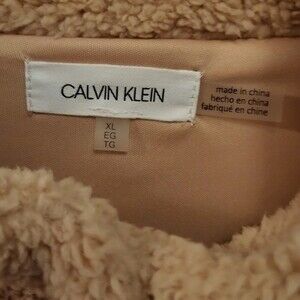 CALVIN KLEIN
XL
EG
TG
made in china
hecho en china
fabriqué en chine